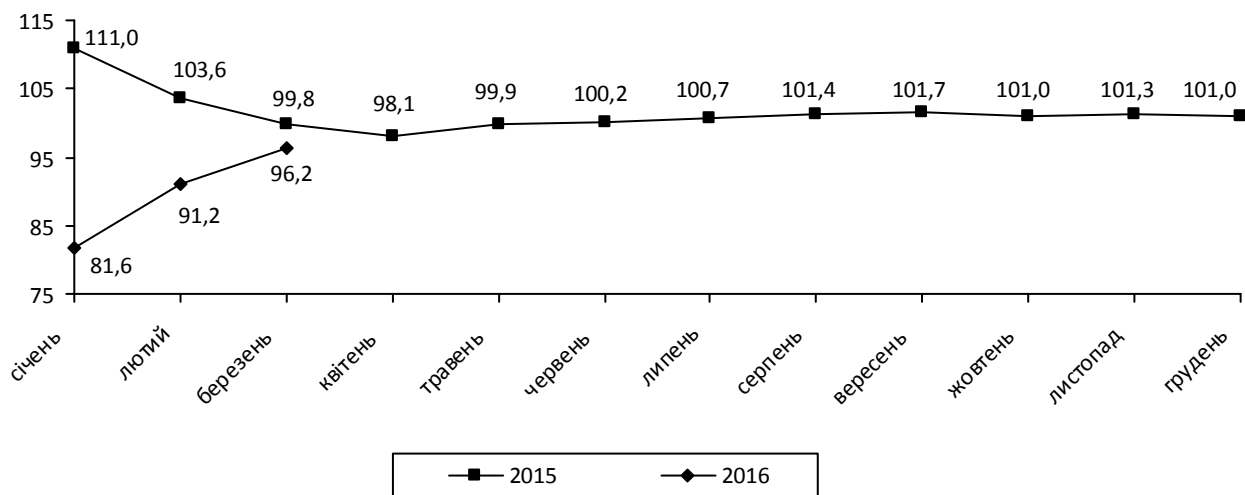 115
111,0
103,6
99,8
98,1
99,9
100,2
100,7
101,4
101,7
101,0
101,3
101,0
105
95
96,2
91,2
85
81,6
75
січень
лютий
березень
квітень
травень
червень
липень
серпень
вересень
жовтень
листопад
грудень
2015
2016